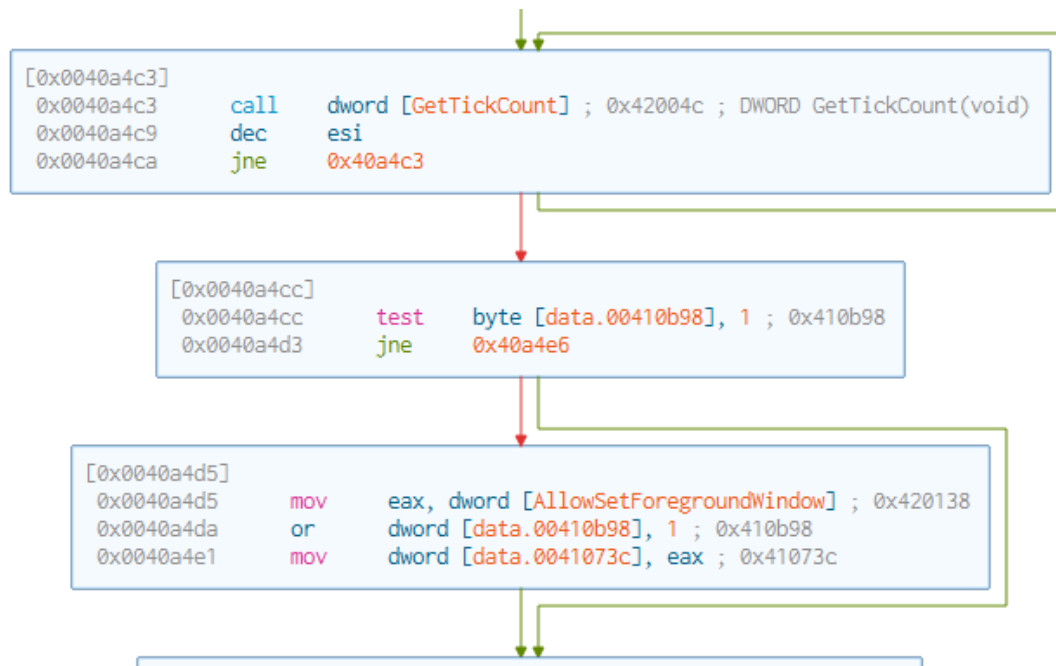 [0x0040a4c3]
0x0040a4c3 call dword [GetTickCount] ; 0x42004c ; DWORD GetTickCount(void)
0x0040a4c9 dec esi
0x0040a4ca jne 0x40a4c3
[0x0040a4cc]
0x0040a4cc test byte [data.00410b98], 1 ; 0x410b98
0x0040a4d3 jne 0x40a4e6
[0x0040a4d5]
0x0040a4d5 mov eax, dword [AllowSetForegroundWindow] ; 0x420138
0x0040a4da or dword [data.00410b98], 1 ; 0x410b98
0x0040a4e1 mov dword [data.0041073c], eax ; 0x41073c